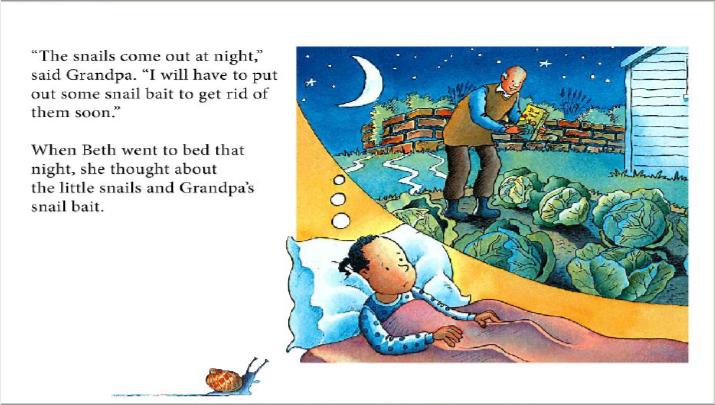 “The snails come out at night,”
said Grandpa. “I will have to put
out some snail bait to get rid of
them soon.”
When Beth went to bed that
night, she thought about
the little snails and Grandpa’s
snail bait.